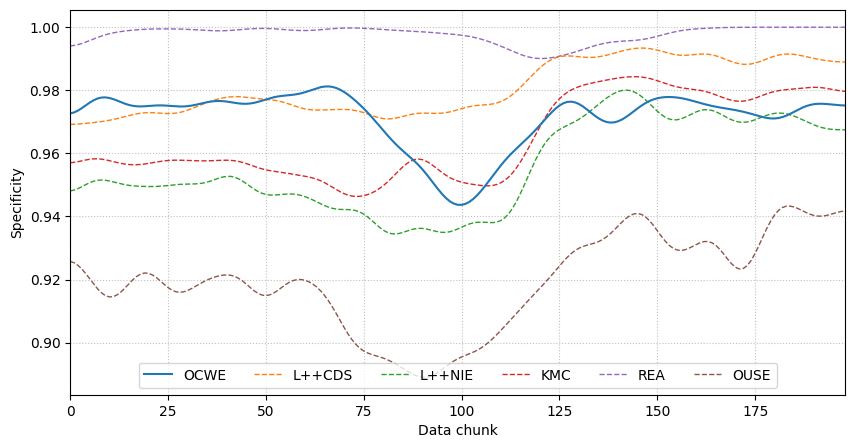 1.00
0.98
0.96
0.94
0.92
0.90
Specificity
OCWE L++CDS L++NIE KMC REA OUSE
0 25 50 75 100 125 150 175
Data chunk